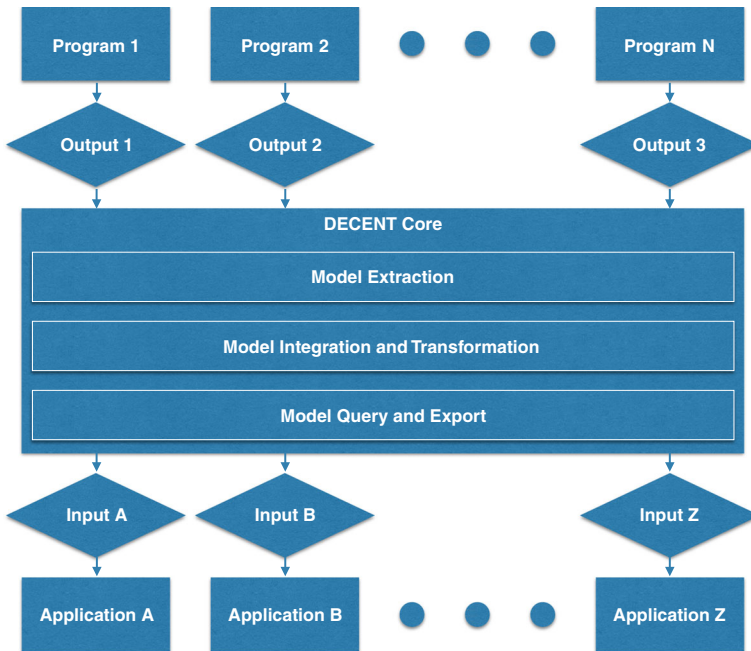 Program 1
Program 2
Program N
Output 1
Output 2
Output 3
DECENT Core
Model Extraction
Model Integration and Transformation
Model Query and Export
Input A
Input B
Input Z
Application A
Application B
Application Z